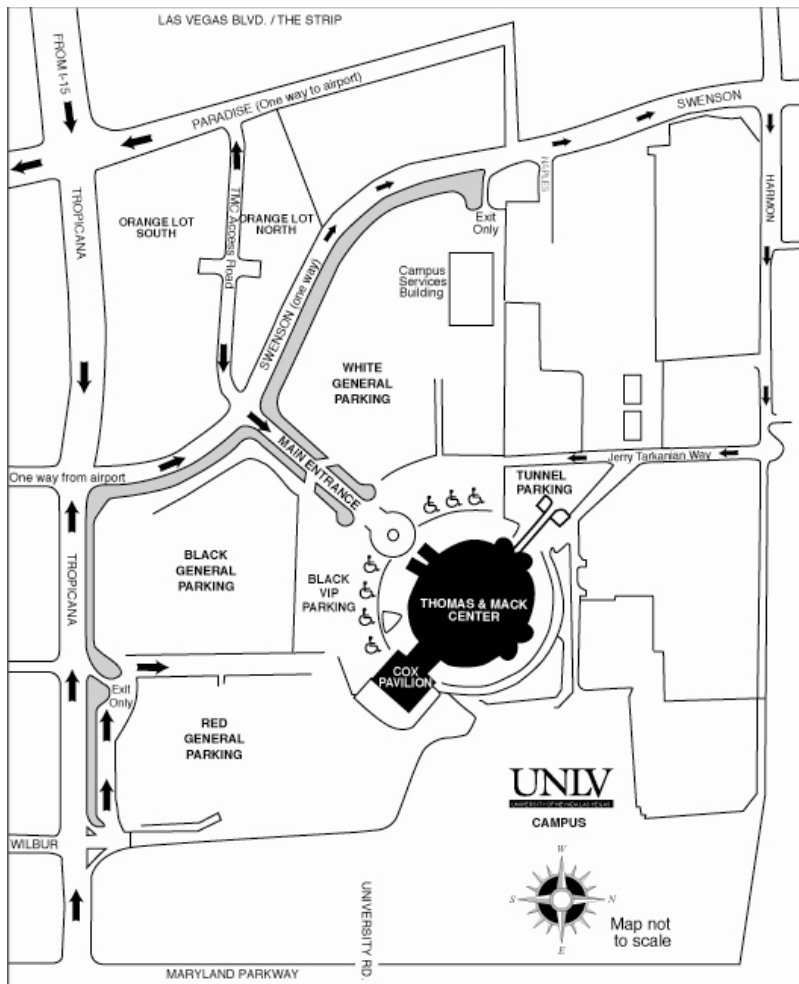 LAS VEGAS BLVD. / THE STRIP
FROM I-15
PARADISE (One way to airport)
SWENSON
TROPICANA
ORANGE LOT
SOUTH
TMC Access Road
ORANGE LOT
NORTH
NAPLES
HARMON
Exit
Only
SWENSON (one way)
Campus
Services
Building
WHITE
GENERAL
PARKING
One way from airport
MAIN ENTRANCE
Jerry Tarkanian Way
TUNNEL
PARKING
TROPICANA
BLACK
GENERAL
PARKING
BLACK
VIP
PARKING
THOMAS & MACK
CENTER
COX
PAVILION
Exit
Only
RED
GENERAL
PARKING
UNLV
UNIVERSITY OF NEVADA LAS VEGAS
CAMPUS
WILBUR
W
S
N
E
Map not
to scale
UNIVERSITY RD.
MARYLAND PARKWAY